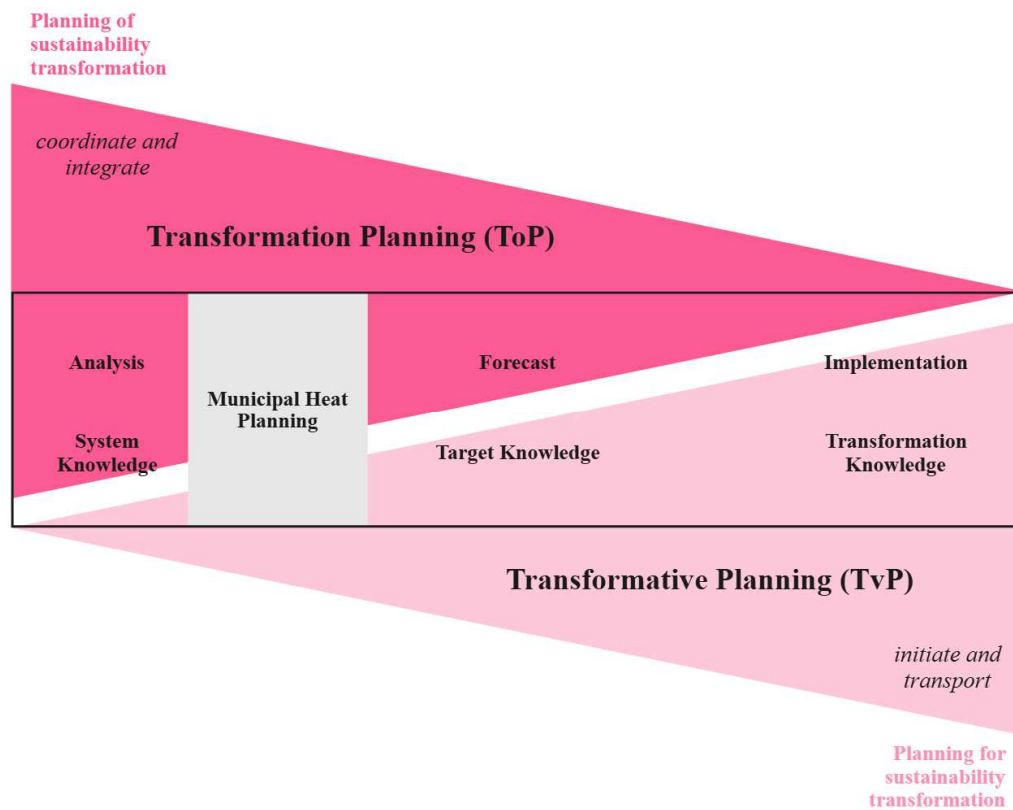 Planning of
sustainability
transformation
coordinate and
integrate
Transformation Planning (ToP)
Analysis
System
Knowledge
Municipal Heat
Planning
Forecast
Target Knowledge
Implementation
Transformation
Knowledge
Transformative Planning (TvP)
initiate and
transport
Planning for
sustainability
transformation